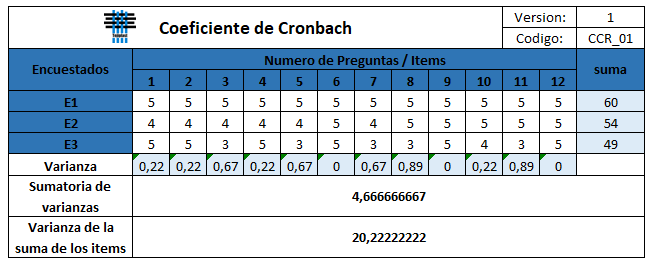 Coeficiente de Cronbach
Version: 1
Codigo: CCR_01
Encuestados Numero de Preguntas / Items suma
1 2 3 4 5 6 7 8 9 10 11 12
E1 5 5 5 5 5 5 5 5 5 5 5 5 60
E2 4 4 4 4 4 5 4 5 5 5 5 5 54
E3 5 5 3 5 3 5 3 3 5 4 3 5 49
Varianza 0,22 0,22 0,67 0,22 0,67 0 0,67 0,89 0 0,22 0,89 0
Sumatoria de
varianzas
4,666666667
Varianza de la
suma de los items
20,22222222